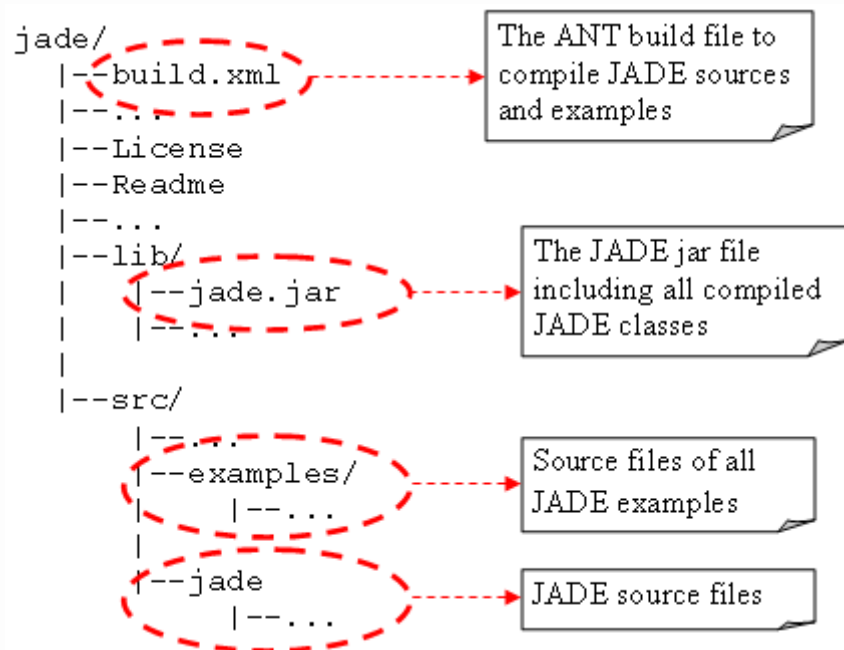 jade/
|--build.xml
|--...
|--License
|--Readme
|--...
|--lib/
|   |--jade.jar
|   |--...
|
|--src/
    |--...
    |--examples/
    |   |--...
    |
    |--jade
        |--...
The ANT build file to
compile JADE sources
and examples
The JADE jar file
including all compiled
JADE classes
Source files of all
JADE examples
JADE source files